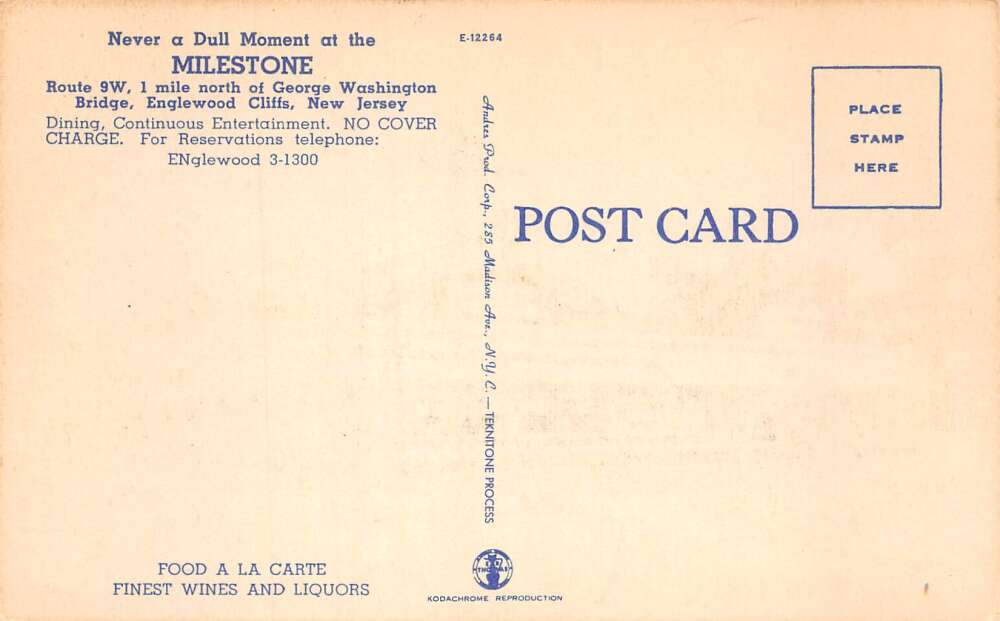 Never a Dull Moment at the
MILESTONE
Route 9W, 1 mile north of George Washington
Bridge, Englewood Cliffs, New Jersey
Dining, Continuous Entertainment. NO COVER
CHARGE. For Reservations telephone:
ENglewood 3-1300
FOOD A LA CARTE
FINEST WINES AND LIQUORS
E-12264
Andres Prod. Corp., 285 Madison Ave., N.Y.C. — TEKNITONE PROCESS
KODACHROME REPRODUCTION
POST CARD
PLACE
STAMP
HERE